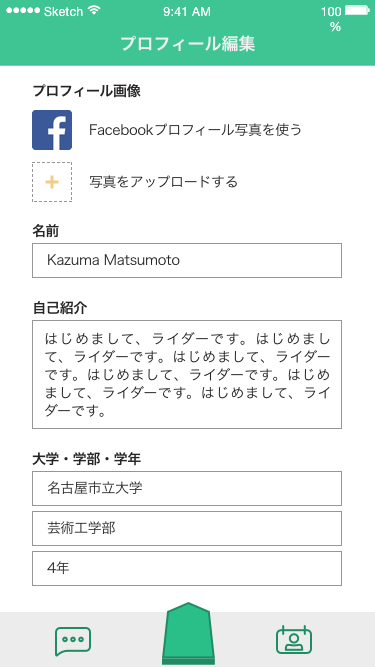 Sketch 9:41 AM 100
%
プロフィール編集
プロフィール画像
Facebookプロフィール写真を使う
写真をアップロードする
名前
Kazuma Matsumoto
自己紹介
はじめまして、ライダーです。はじめまし
て、ライダーです。はじめまして、ライダー
です。はじめまして、ライダーです。はじめ
まして、ライダーです。はじめまして、ライ
ダーです。
大学・学部・学年
名古屋市立大学
芸術工学部
4年